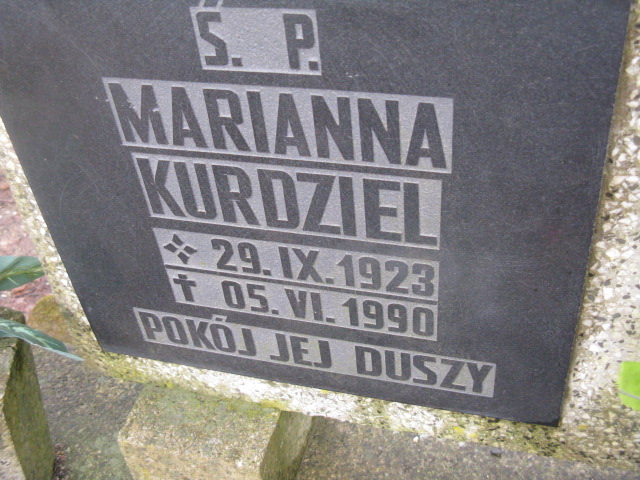 Ś. P.
MARIANNA
KURDZIEL
29. IX. 1923
† 05. VI. 1990
POKÓJ JEJ DUSZY